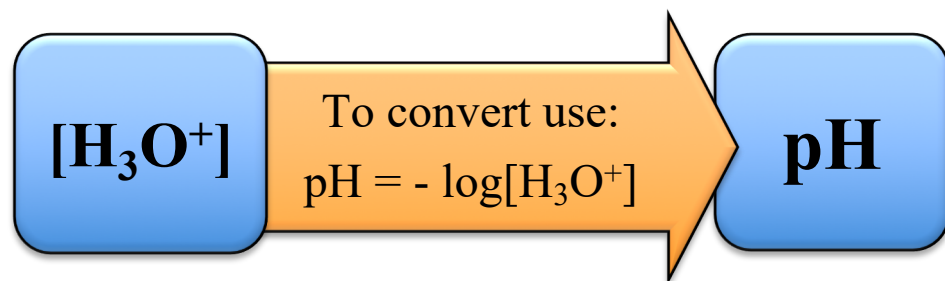 [H₃O⁺]
To convert use:
pH = - log[H₃O⁺]
pH